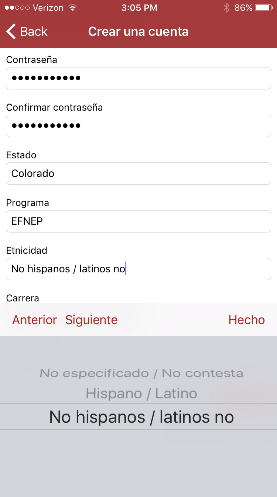 Verizon 3:05 PM 86%
Back Crear una cuenta
Contraseña
Confirmar contraseña
Estado
Colorado
Programa
EFNEP
Etnicidad
No hispanos / latinos no
Carrera
Anterior Siguiente Hecho
No especificado / No contesta
Hispano / Latino
No hispanos / latinos no